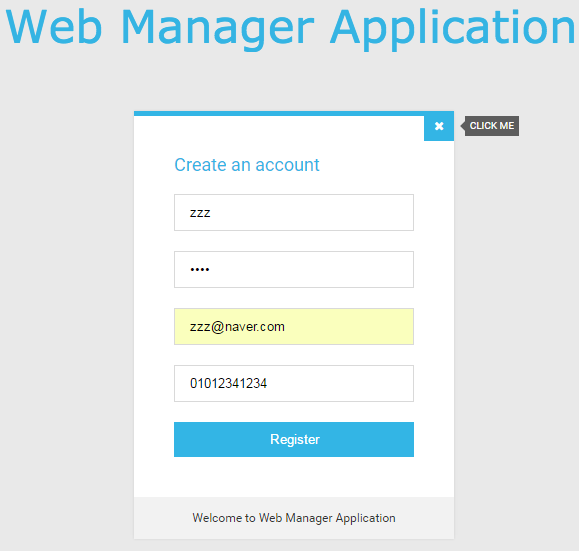 Web Manager Application
✖
CLICK ME
Create an account
zzz
••••
zzz@naver.com
01012341234
Register
Welcome to Web Manager Application